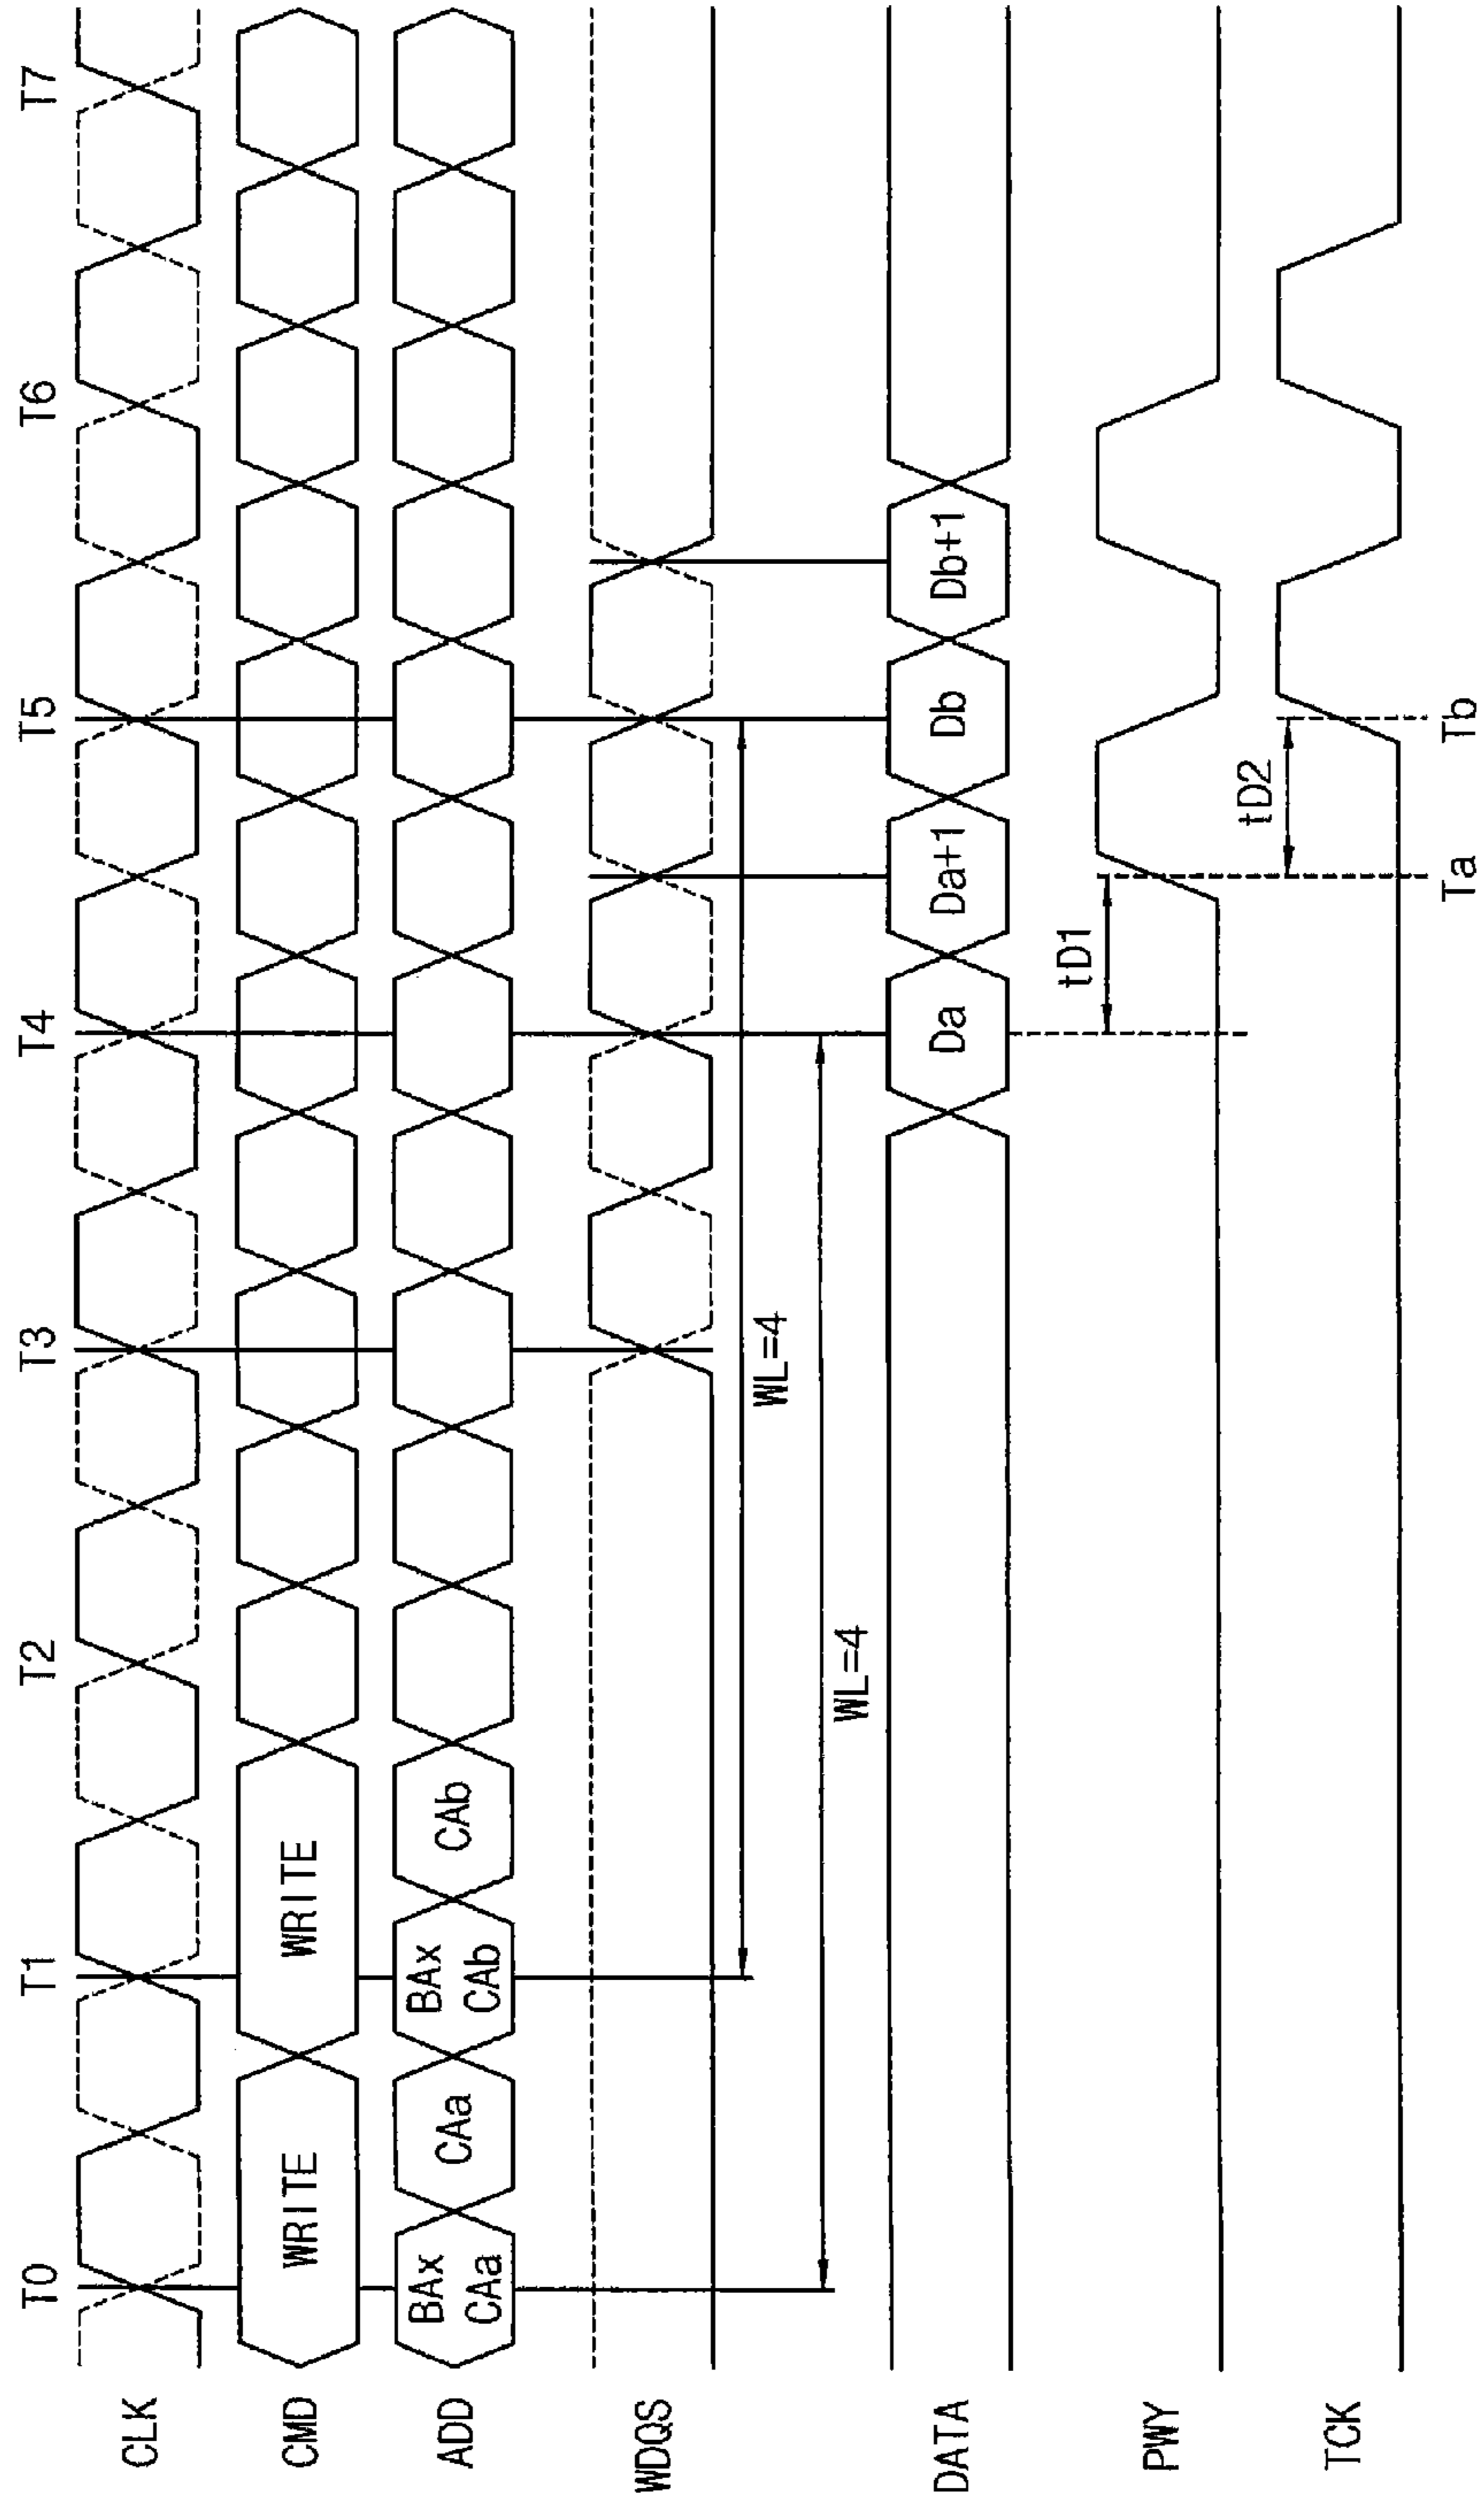 T0 T1 T2 T3 T4 T5 T6 T7
CLK
CMD WRITE WRITE
ADD BAx CAa CAa BAx CAb CAb
WDQS
WL=4
WL=4
DATA Da Da+1 Db Db+1
tD1
PWY
tD2
TCK
Ta Tb